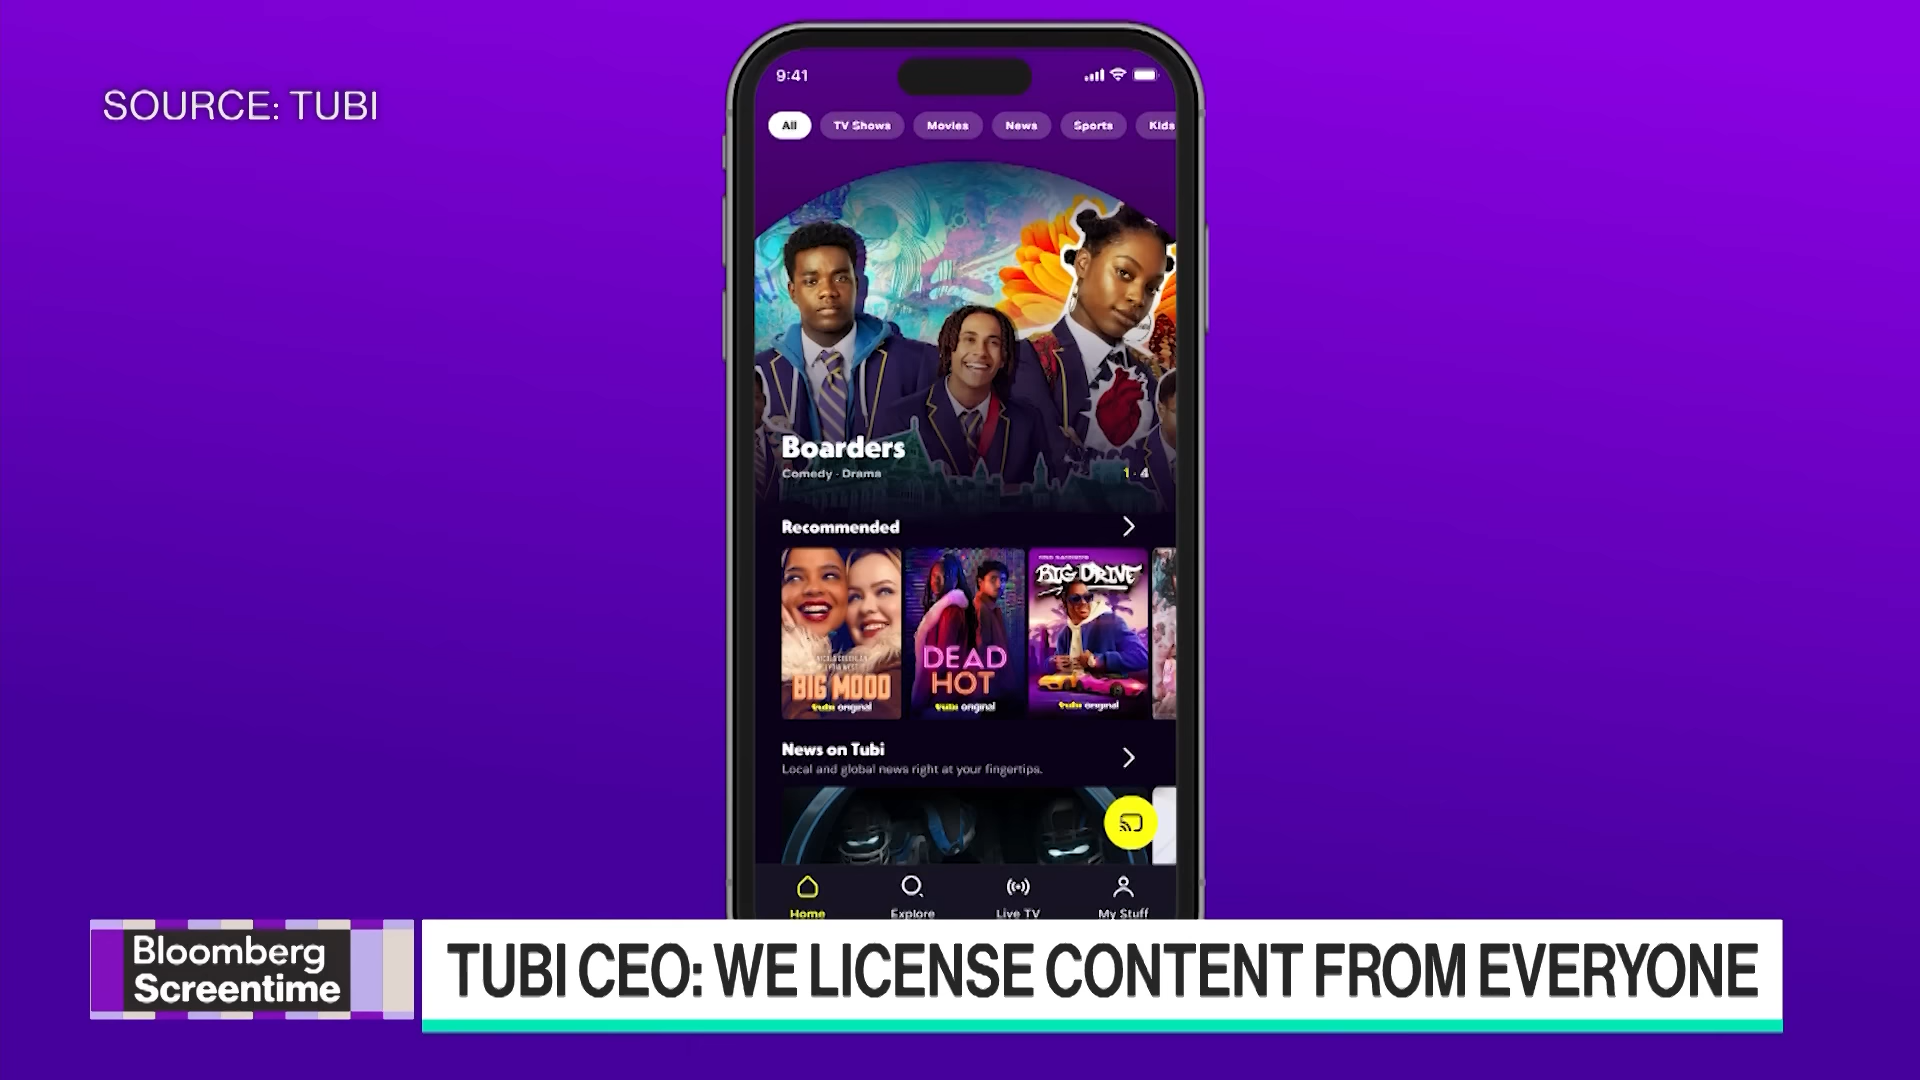 SOURCE: TUBI
9:41
All TV Shows Movies News Sports Kids
Boarders
Comedy - Drama
1 · 4
Recommended
BIG MOOD
tubi original
DEAD
HOT
tubi original
BIG DRIVE
tubi original
News on Tubi
Local and global news right at your fingertips.
Home Explore Live TV My Stuff
Bloomberg
Screentime
TUBI CEO: WE LICENSE CONTENT FROM EVERYONE